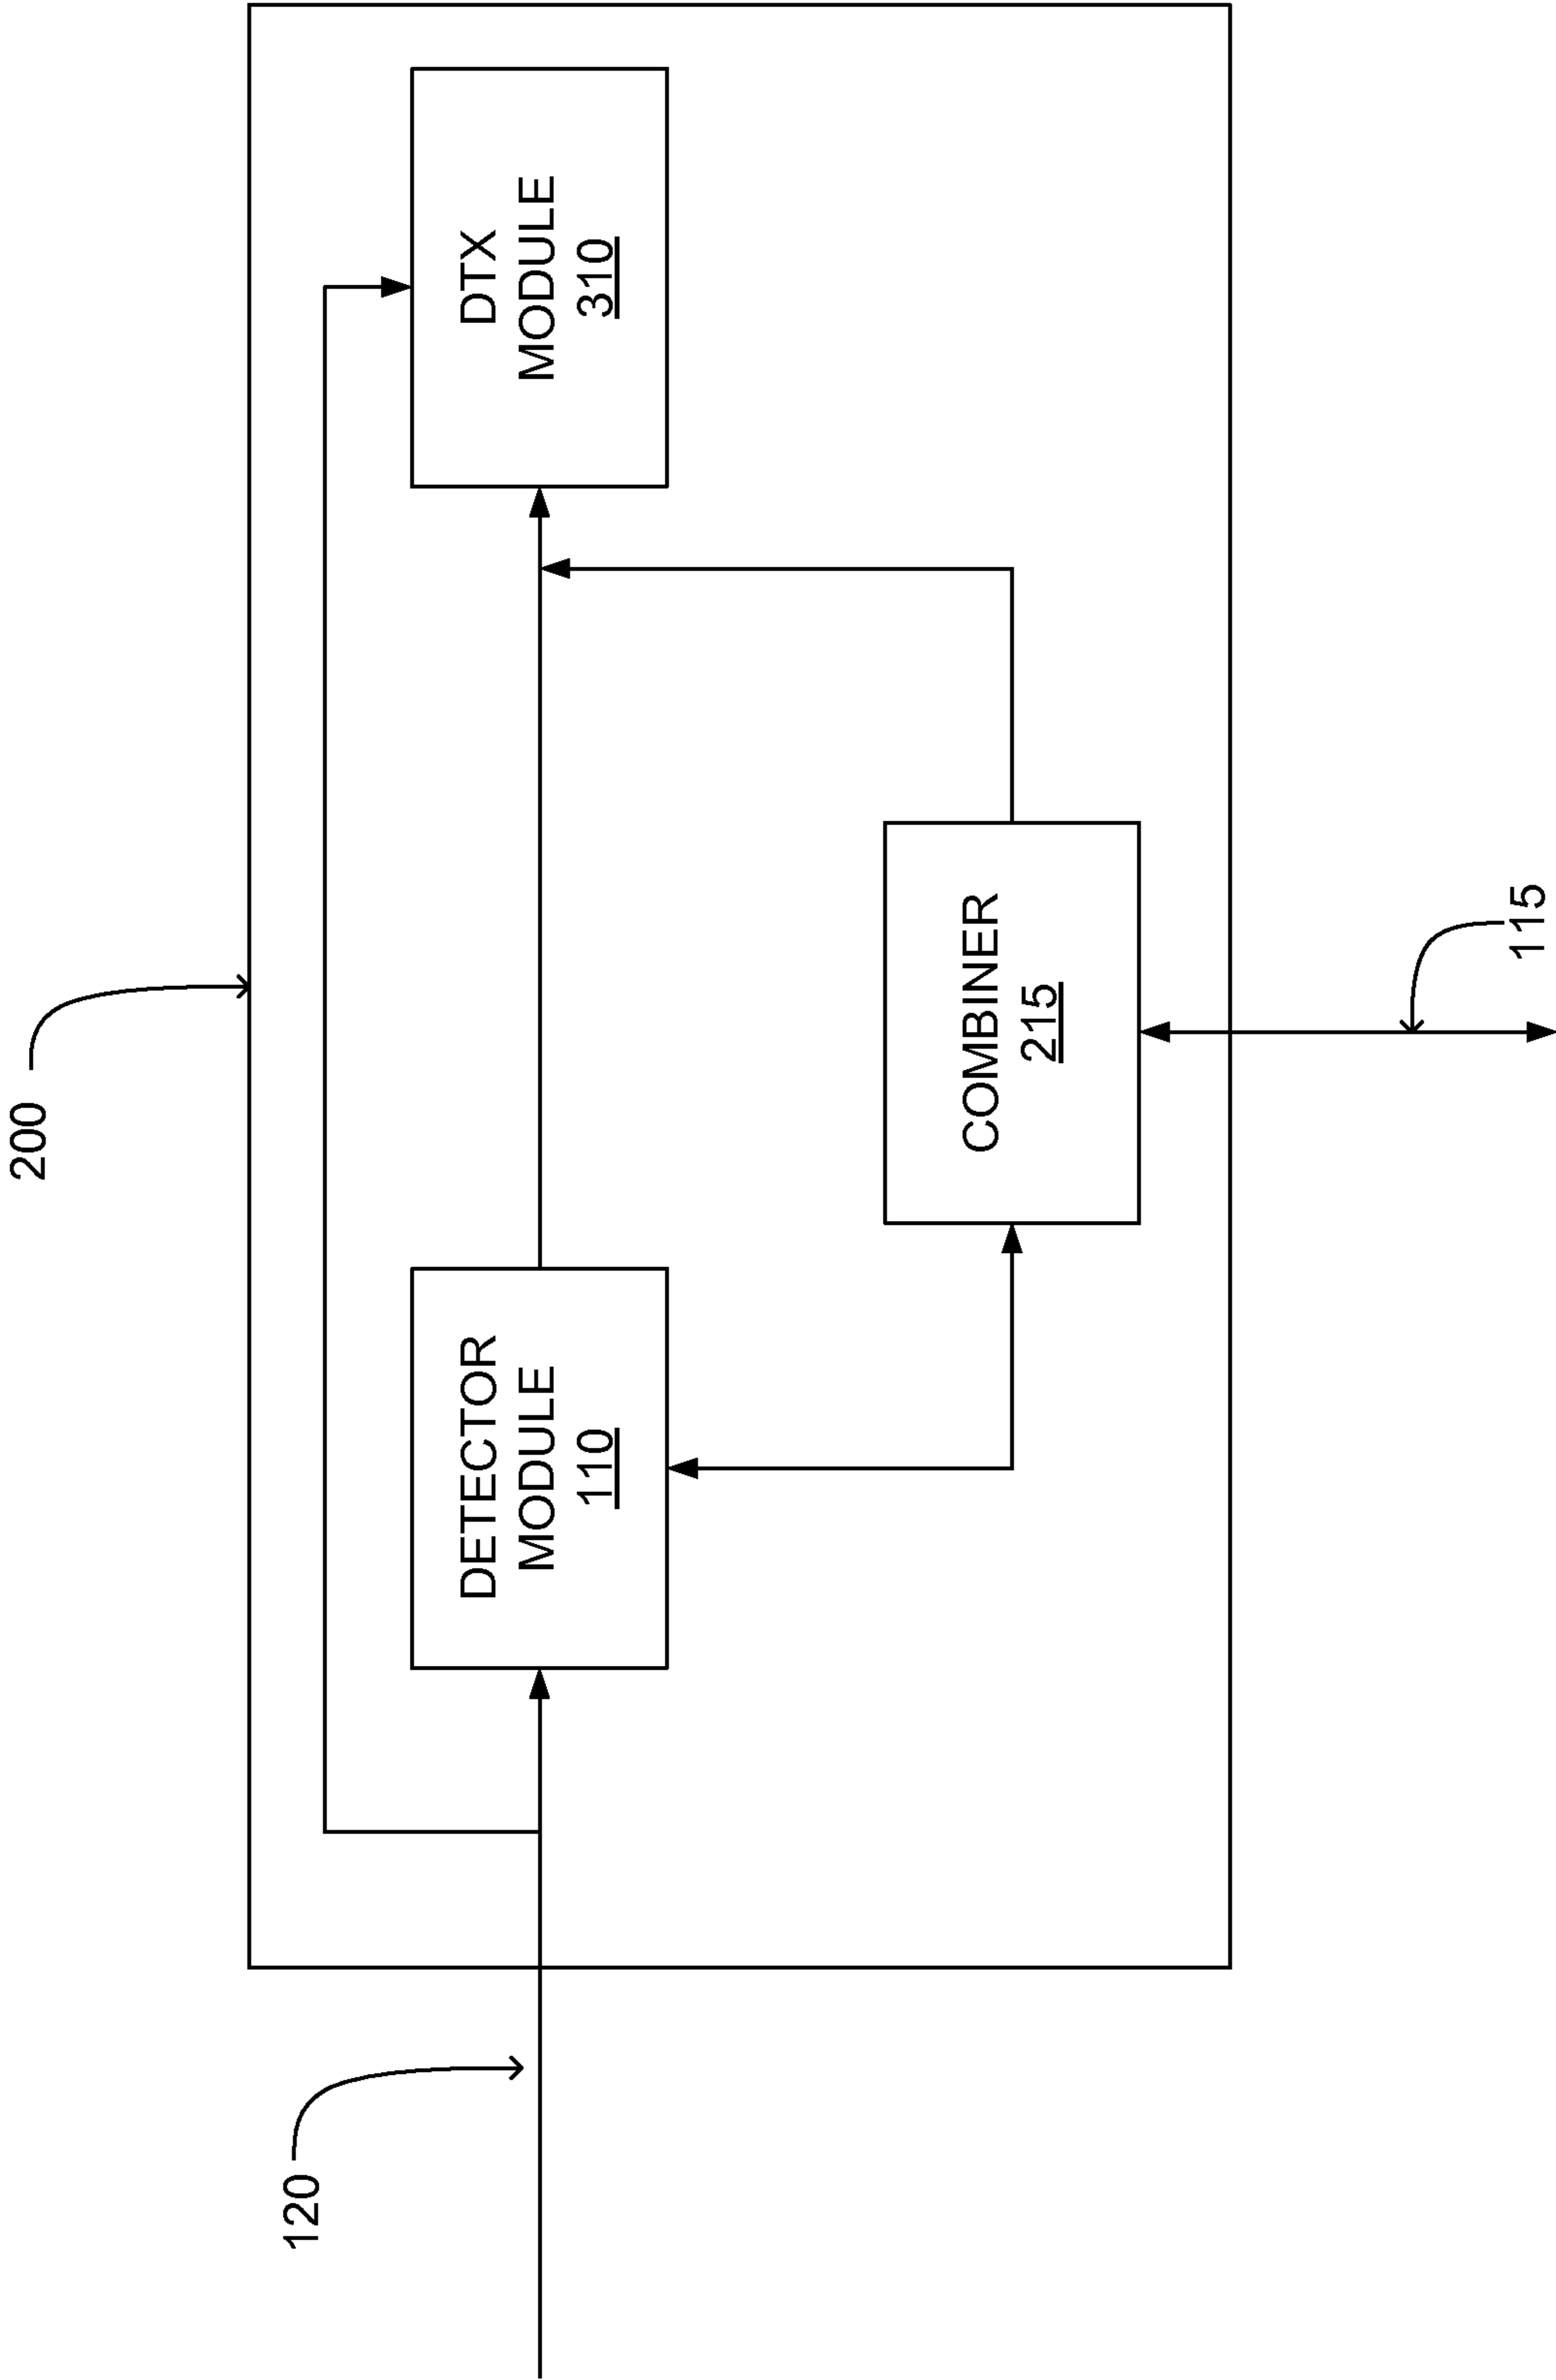 200
120
DETECTOR
MODULE
110
DTX
MODULE
310
COMBINER
215
115